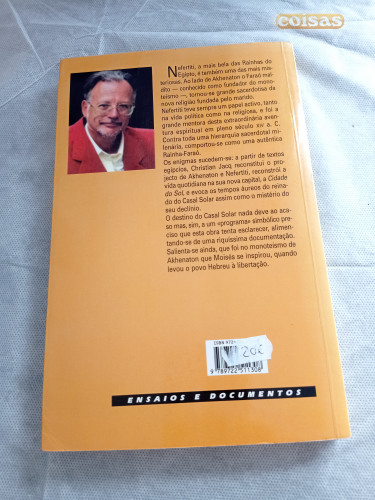 coisas
Nefertiti, a mais bela das Rainhas do
Egipto, é também uma das mais mis-
teriosas. Ao lado de Akhenaton o Faraó mal-
dito — conhecido como fundador do mono-
teísmo —, tornou-se grande sacerdotisa da
nova religião fundada pelo marido.
Nefertiti teve sempre um papel activo, tanto
na vida política como na religiosa, e foi a
grande mentora desta extraordinária aven-
tura espiritual em pleno século XIV a. C.
Contra toda uma hierarquia sacerdotal mi-
lenária, comportou-se como uma autêntica
Rainha-Faraó.
Os enigmas sucedem-se: a partir de textos
egípcios, Christian Jacq reconstitui o pro-
jecto de Akhenaton e Nefertiti, reconstrói a
vida quotidiana na sua nova capital, a Cidade
do Sol, e evoca os tempos áureos do reina-
do do Casal Solar assim como o mistério do
seu declínio.
O destino do Casal Solar nada deve ao aca-
so mas, sim, a um «programa» simbólico pre-
ciso que esta obra tenta esclarecer, alimen-
tando-se de uma riquíssima documentação.
Salienta-se ainda, que foi no monoteísmo de
Akhenaton que Moisés se inspirou, quando
levou o povo Hebreu à libertação.
ISBN 972-
20€
9 789722 511308
ENSAIOS E DOCUMENTOS